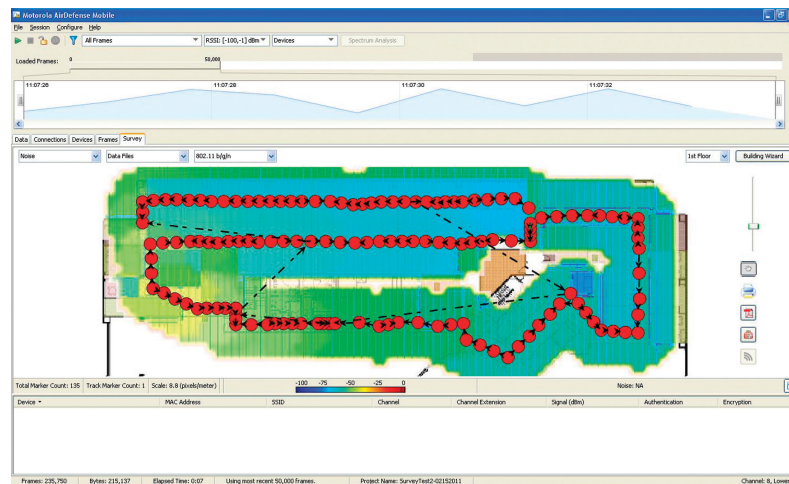 Motorola AirDefense Mobile
File Session Configure Help
All Frames RSSI: [-100,-1] dBm Devices Spectrum Analysis
Loaded Frames: 0 50,000
11:07:26 11:07:28 11:07:30 11:07:32
Data Connections Devices Frames Survey
Noise Data Files 802.11 b/g/n 1st Floor Building Wizard
Total Marker Count: 135 Track Marker Count: 1 Scale: 8.8 (pixels/meter) -100 -75 -50 -25 0 Noise: NA
Device MAC Address SSID Channel Channel Extension Signal (dBm) Authentication Encryption
Frames: 235,750 Bytes: 215,137 Elapsed Time: 0:07 Using most recent 50,000 frames. Project Name: SurveyTest2-02152011 Channel: 8, Lower